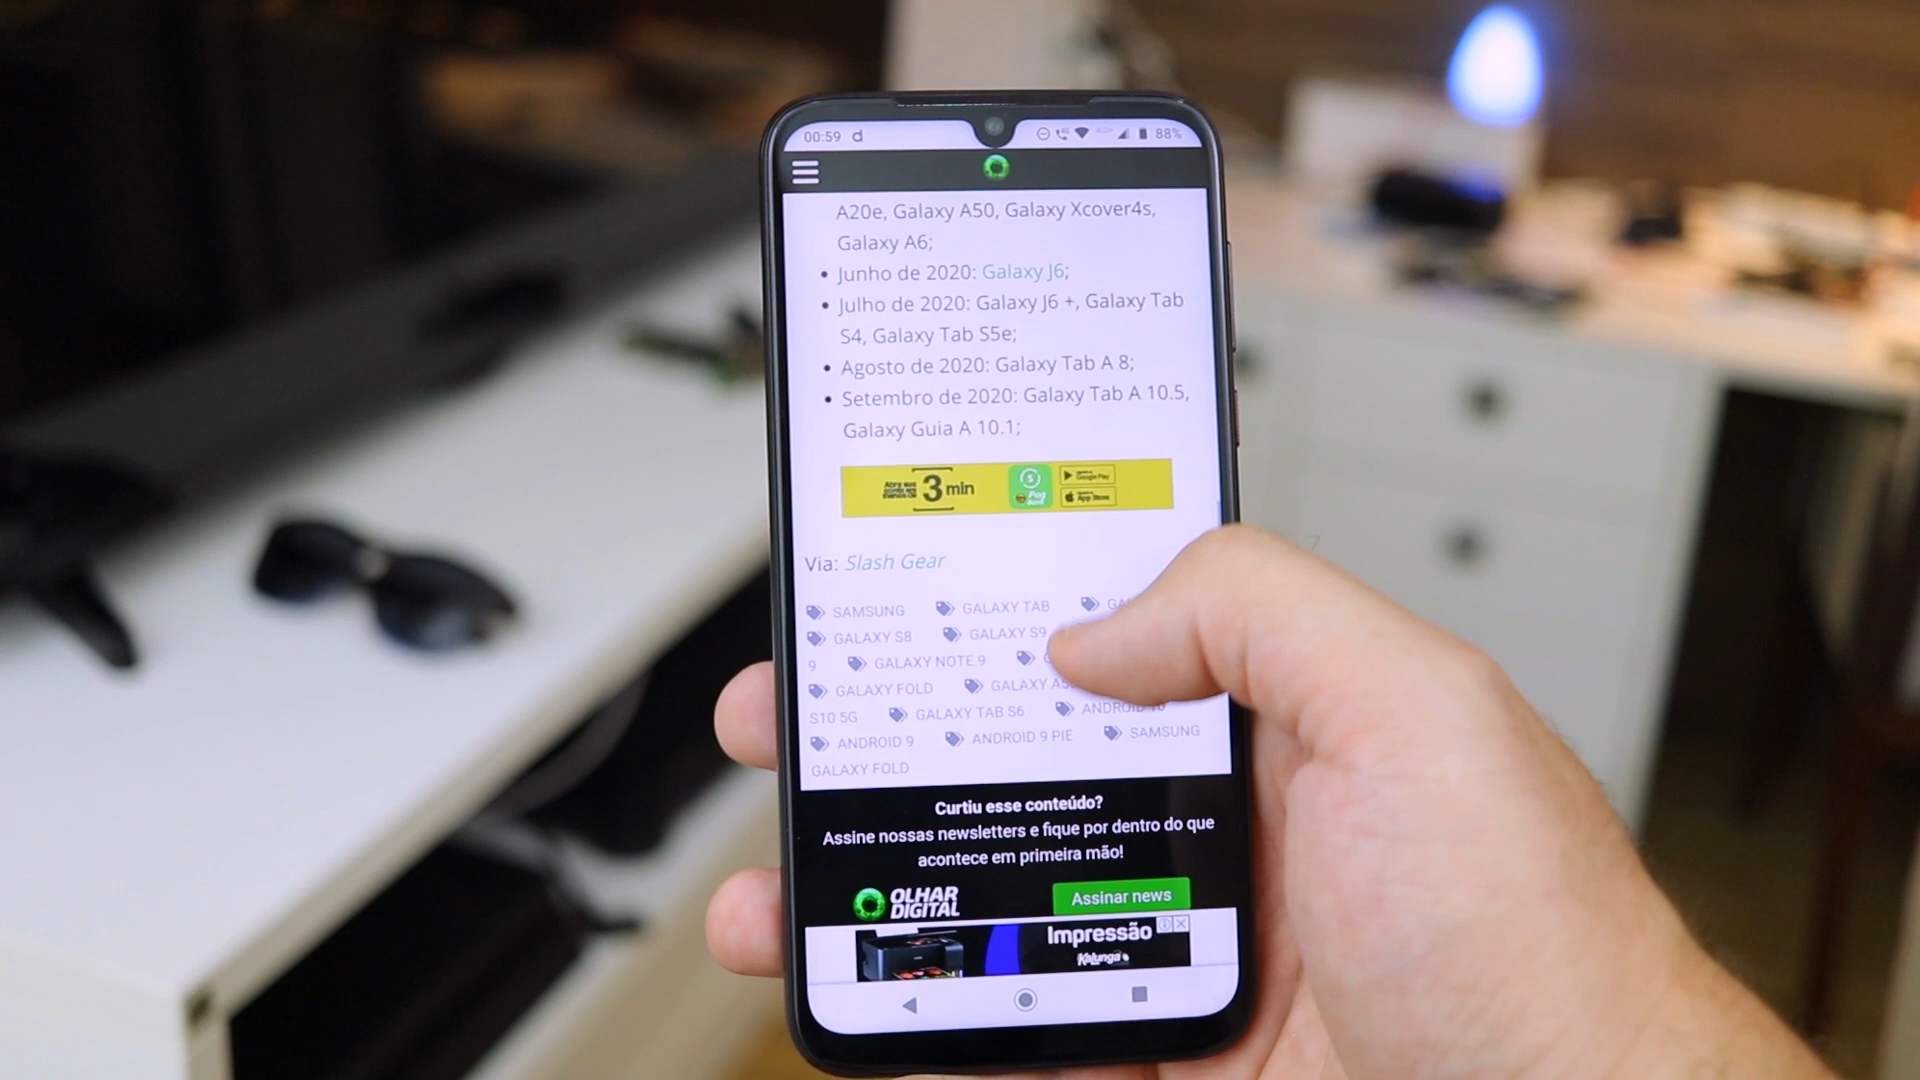 00:59 d
88%
A20e, Galaxy A50, Galaxy Xcover4s,
Galaxy A6;
• Junho de 2020: Galaxy J6;
• Julho de 2020: Galaxy J6 +, Galaxy Tab
S4, Galaxy Tab S5e;
• Agosto de 2020: Galaxy Tab A 8;
• Setembro de 2020: Galaxy Tab A 10.5,
Galaxy Guia A 10.1;
3 min
Pag
Google Play
App Store
Via: Slash Gear
SAMSUNG GALAXY TAB
GALAXY S8 GALAXY S9
9 GALAXY NOTE 9
GALAXY FOLD GALAXY
S10 5G GALAXY TAB S6 ANDROID 10
ANDROID 9 ANDROID 9 PIE SAMSUNG
GALAXY FOLD
Curtiu esse conteúdo?
Assine nossas newsletters e fique por dentro do que
acontece em primeira mão!
OLHAR
DIGITAL
Assinar news
Impressão
Kalunga